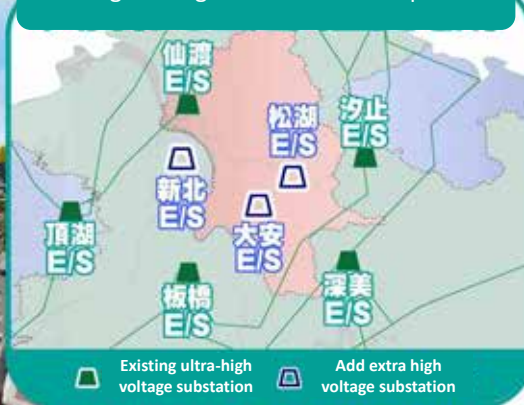 仙渡
E/S
松湖
E/S
汐止
E/S
新北
E/S
大安
E/S
頂湖
E/S
板橋
E/S
深美
E/S
Existing ultra-high
voltage substation
Add extra high
voltage substation